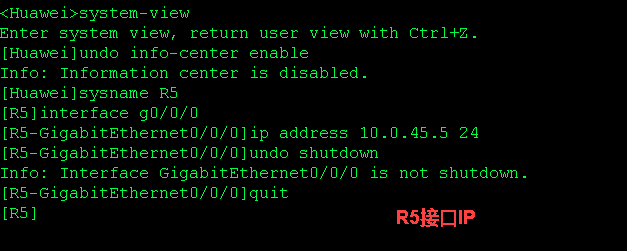 <Huawei>system-view
Enter system view, return user view with Ctrl+Z.
[Huawei]undo info-center enable
Info: Information center is disabled.
[Huawei]sysname R5
[R5]interface g0/0/0
[R5-GigabitEthernet0/0/0]ip address 10.0.45.5 24
[R5-GigabitEthernet0/0/0]undo shutdown
Info: Interface GigabitEthernet0/0/0 is not shutdown.
[R5-GigabitEthernet0/0/0]quit
[R5]
R5接口IP